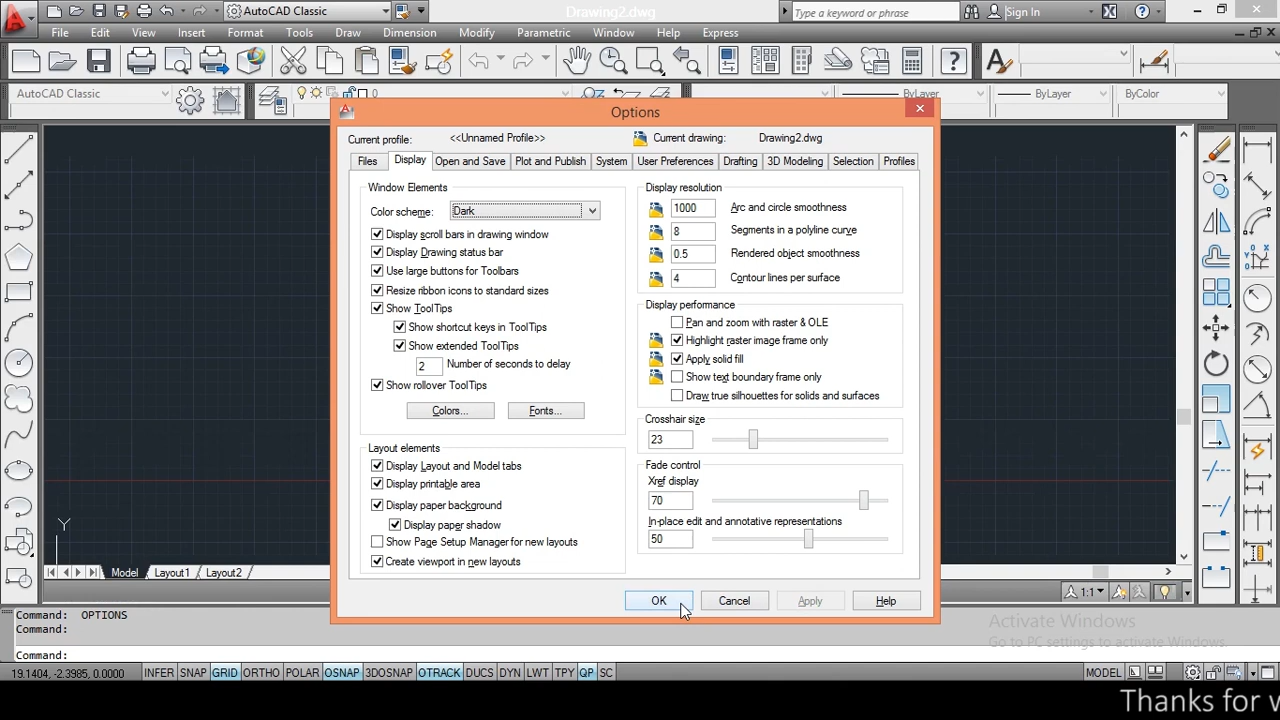 AutoCAD Classic
Drawing2.dwg
Type a keyword or phrase
Sign In
File Edit View Insert Format Tools Draw Dimension Modify Parametric Window Help Express
AutoCAD Classic
ByLayer
ByLayer
ByColor
Options
Current profile: <<Unnamed Profile>>
Current drawing: Drawing2.dwg
Files Display Open and Save Plot and Publish System User Preferences Drafting 3D Modeling Selection Profiles
Window Elements
Color scheme: Dark
Display scroll bars in drawing window
Display Drawing status bar
Use large buttons for Toolbars
Resize ribbon icons to standard sizes
Show ToolTips
Show shortcut keys in ToolTips
Show extended ToolTips
2 Number of seconds to delay
Show rollover ToolTips
Colors... Fonts...
Layout elements
Display Layout and Model tabs
Display printable area
Display paper background
Display paper shadow
Show Page Setup Manager for new layouts
Create viewport in new layouts
Display resolution
1000 Arc and circle smoothness
8 Segments in a polyline curve
0.5 Rendered object smoothness
4 Contour lines per surface
Display performance
Pan and zoom with raster & OLE
Highlight raster image frame only
Apply solid fill
Show text boundary frame only
Draw true silhouettes for solids and surfaces
Crosshair size
23
Fade control
Xref display
70
In-place edit and annotative representations
50
OK Cancel Apply Help
Y
Model Layout1 Layout2
1:1
Command: OPTIONS
Command:
Command:
Activate Windows
Go to PC settings to activate Windows.
19.1404, -2.3985, 0.0000 INFER SNAP GRID ORTHO POLAR OSNAP 3DOSNAP OTRACK DUCS DYN LWT TPY QP SC MODEL
Thanks for